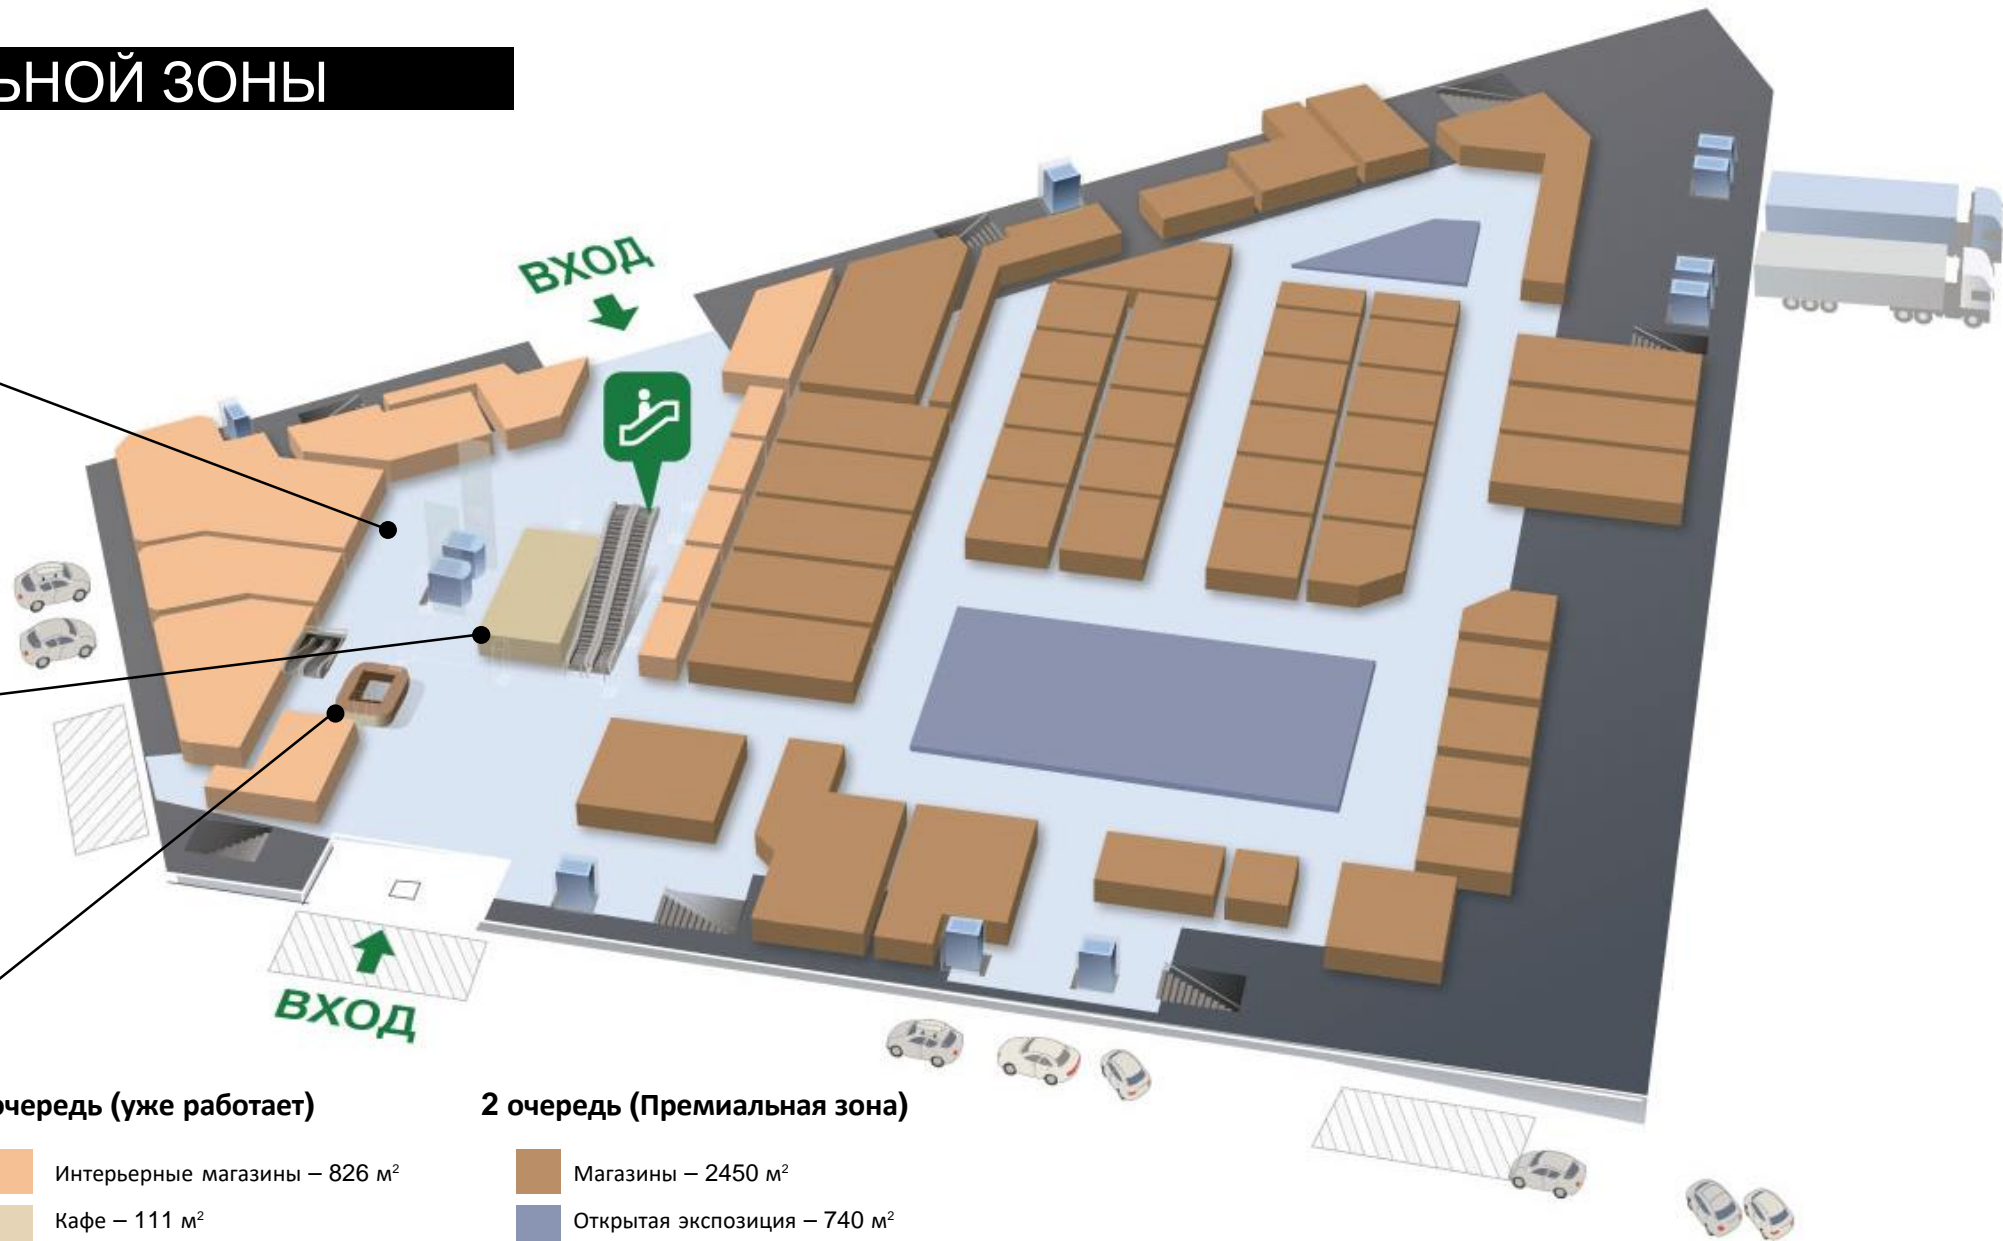 ЬНОЙ ЗОНЫ
ВХОД
ВХОД
очередь (уже работает)
Интерьерные магазины – 826 м²
Кафе – 111 м²
2 очередь (Премиальная зона)
Магазины – 2450 м²
Открытая экспозиция – 740 м²